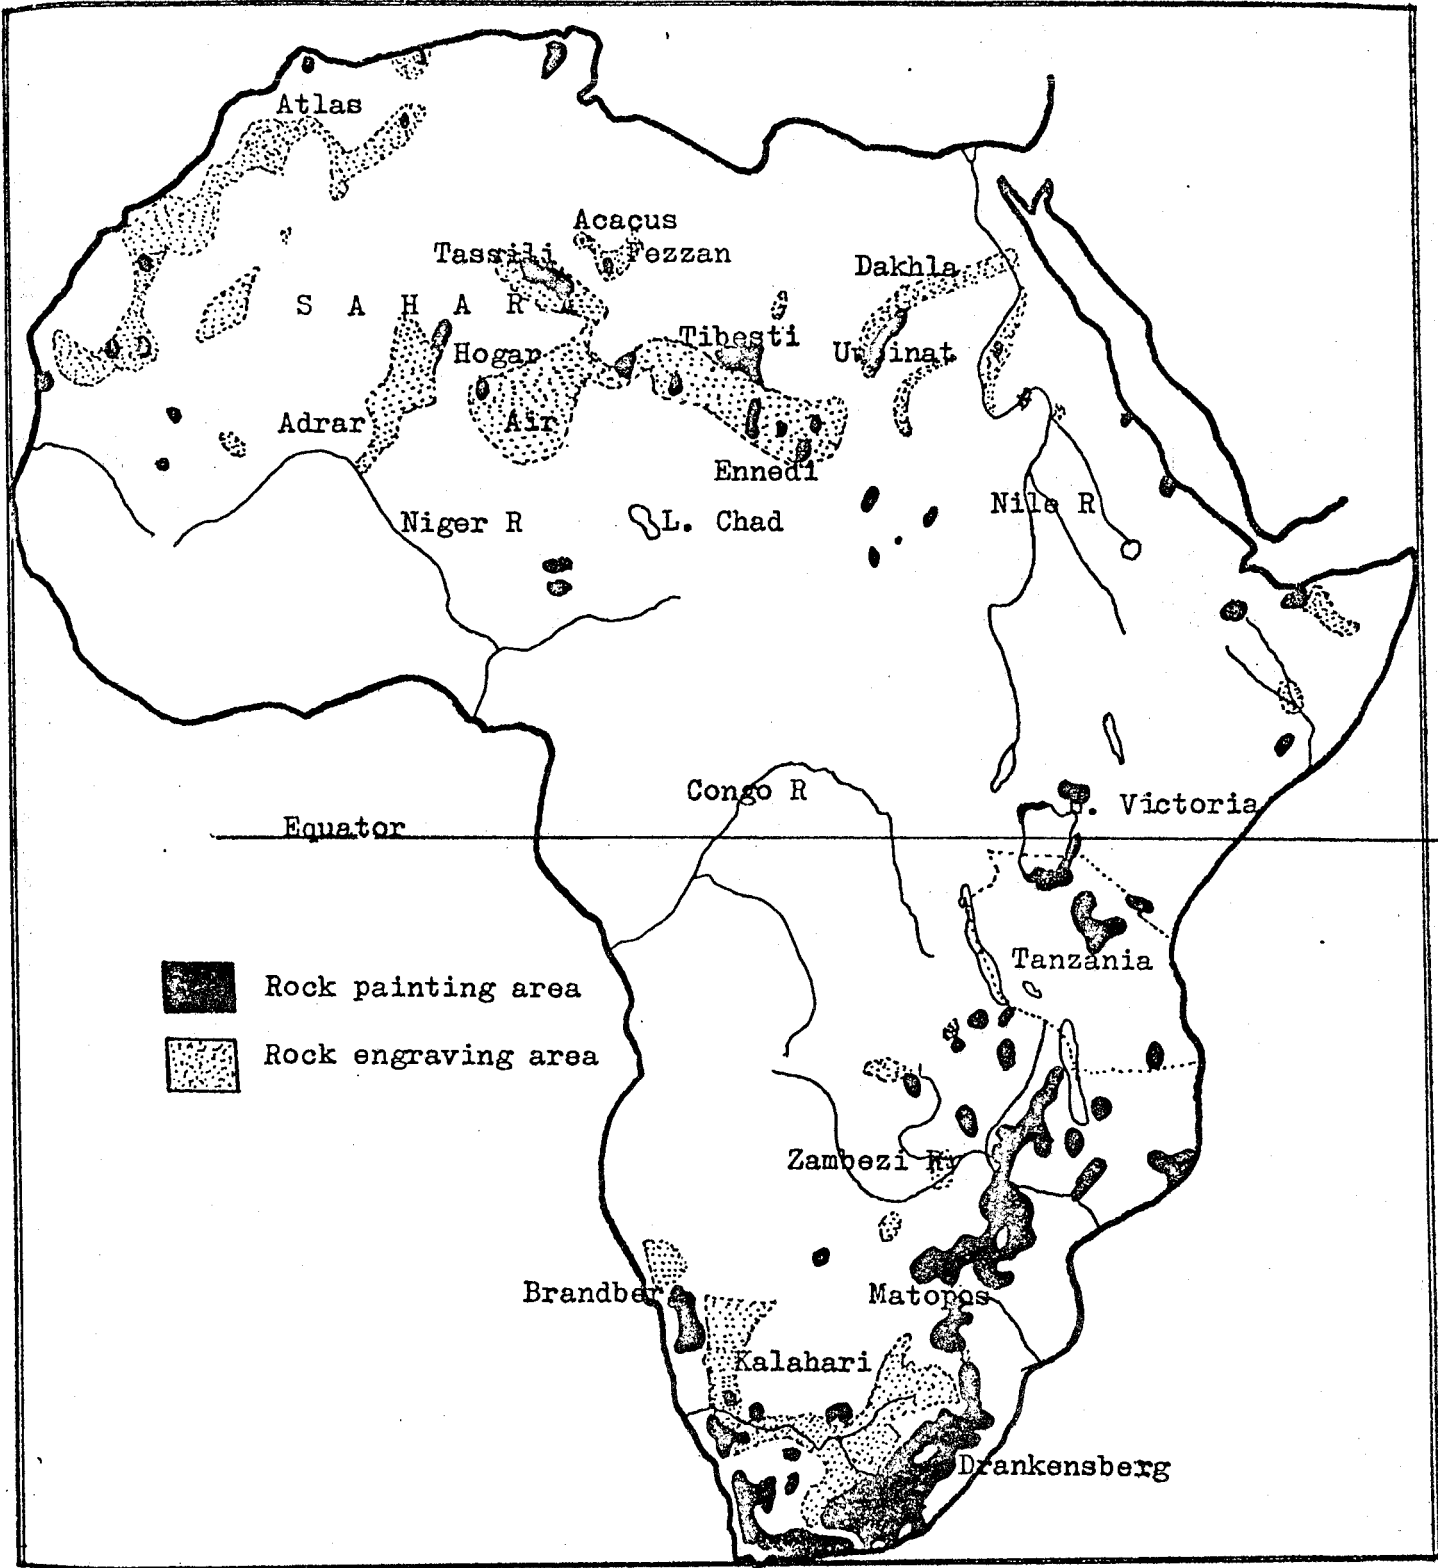 Atlas
Acacus
Tassili
Fezzan
Dakhla
S A H A R
Tibesti
Hogar
Adrar
Air
Ennedi
Nile R
Niger R
L. Chad
Congo R
Victoria
Equator
Tanzania
Rock painting area
Rock engraving area
Zambezi R
Brandberg
Matopos
Kalahari
Drankensberg